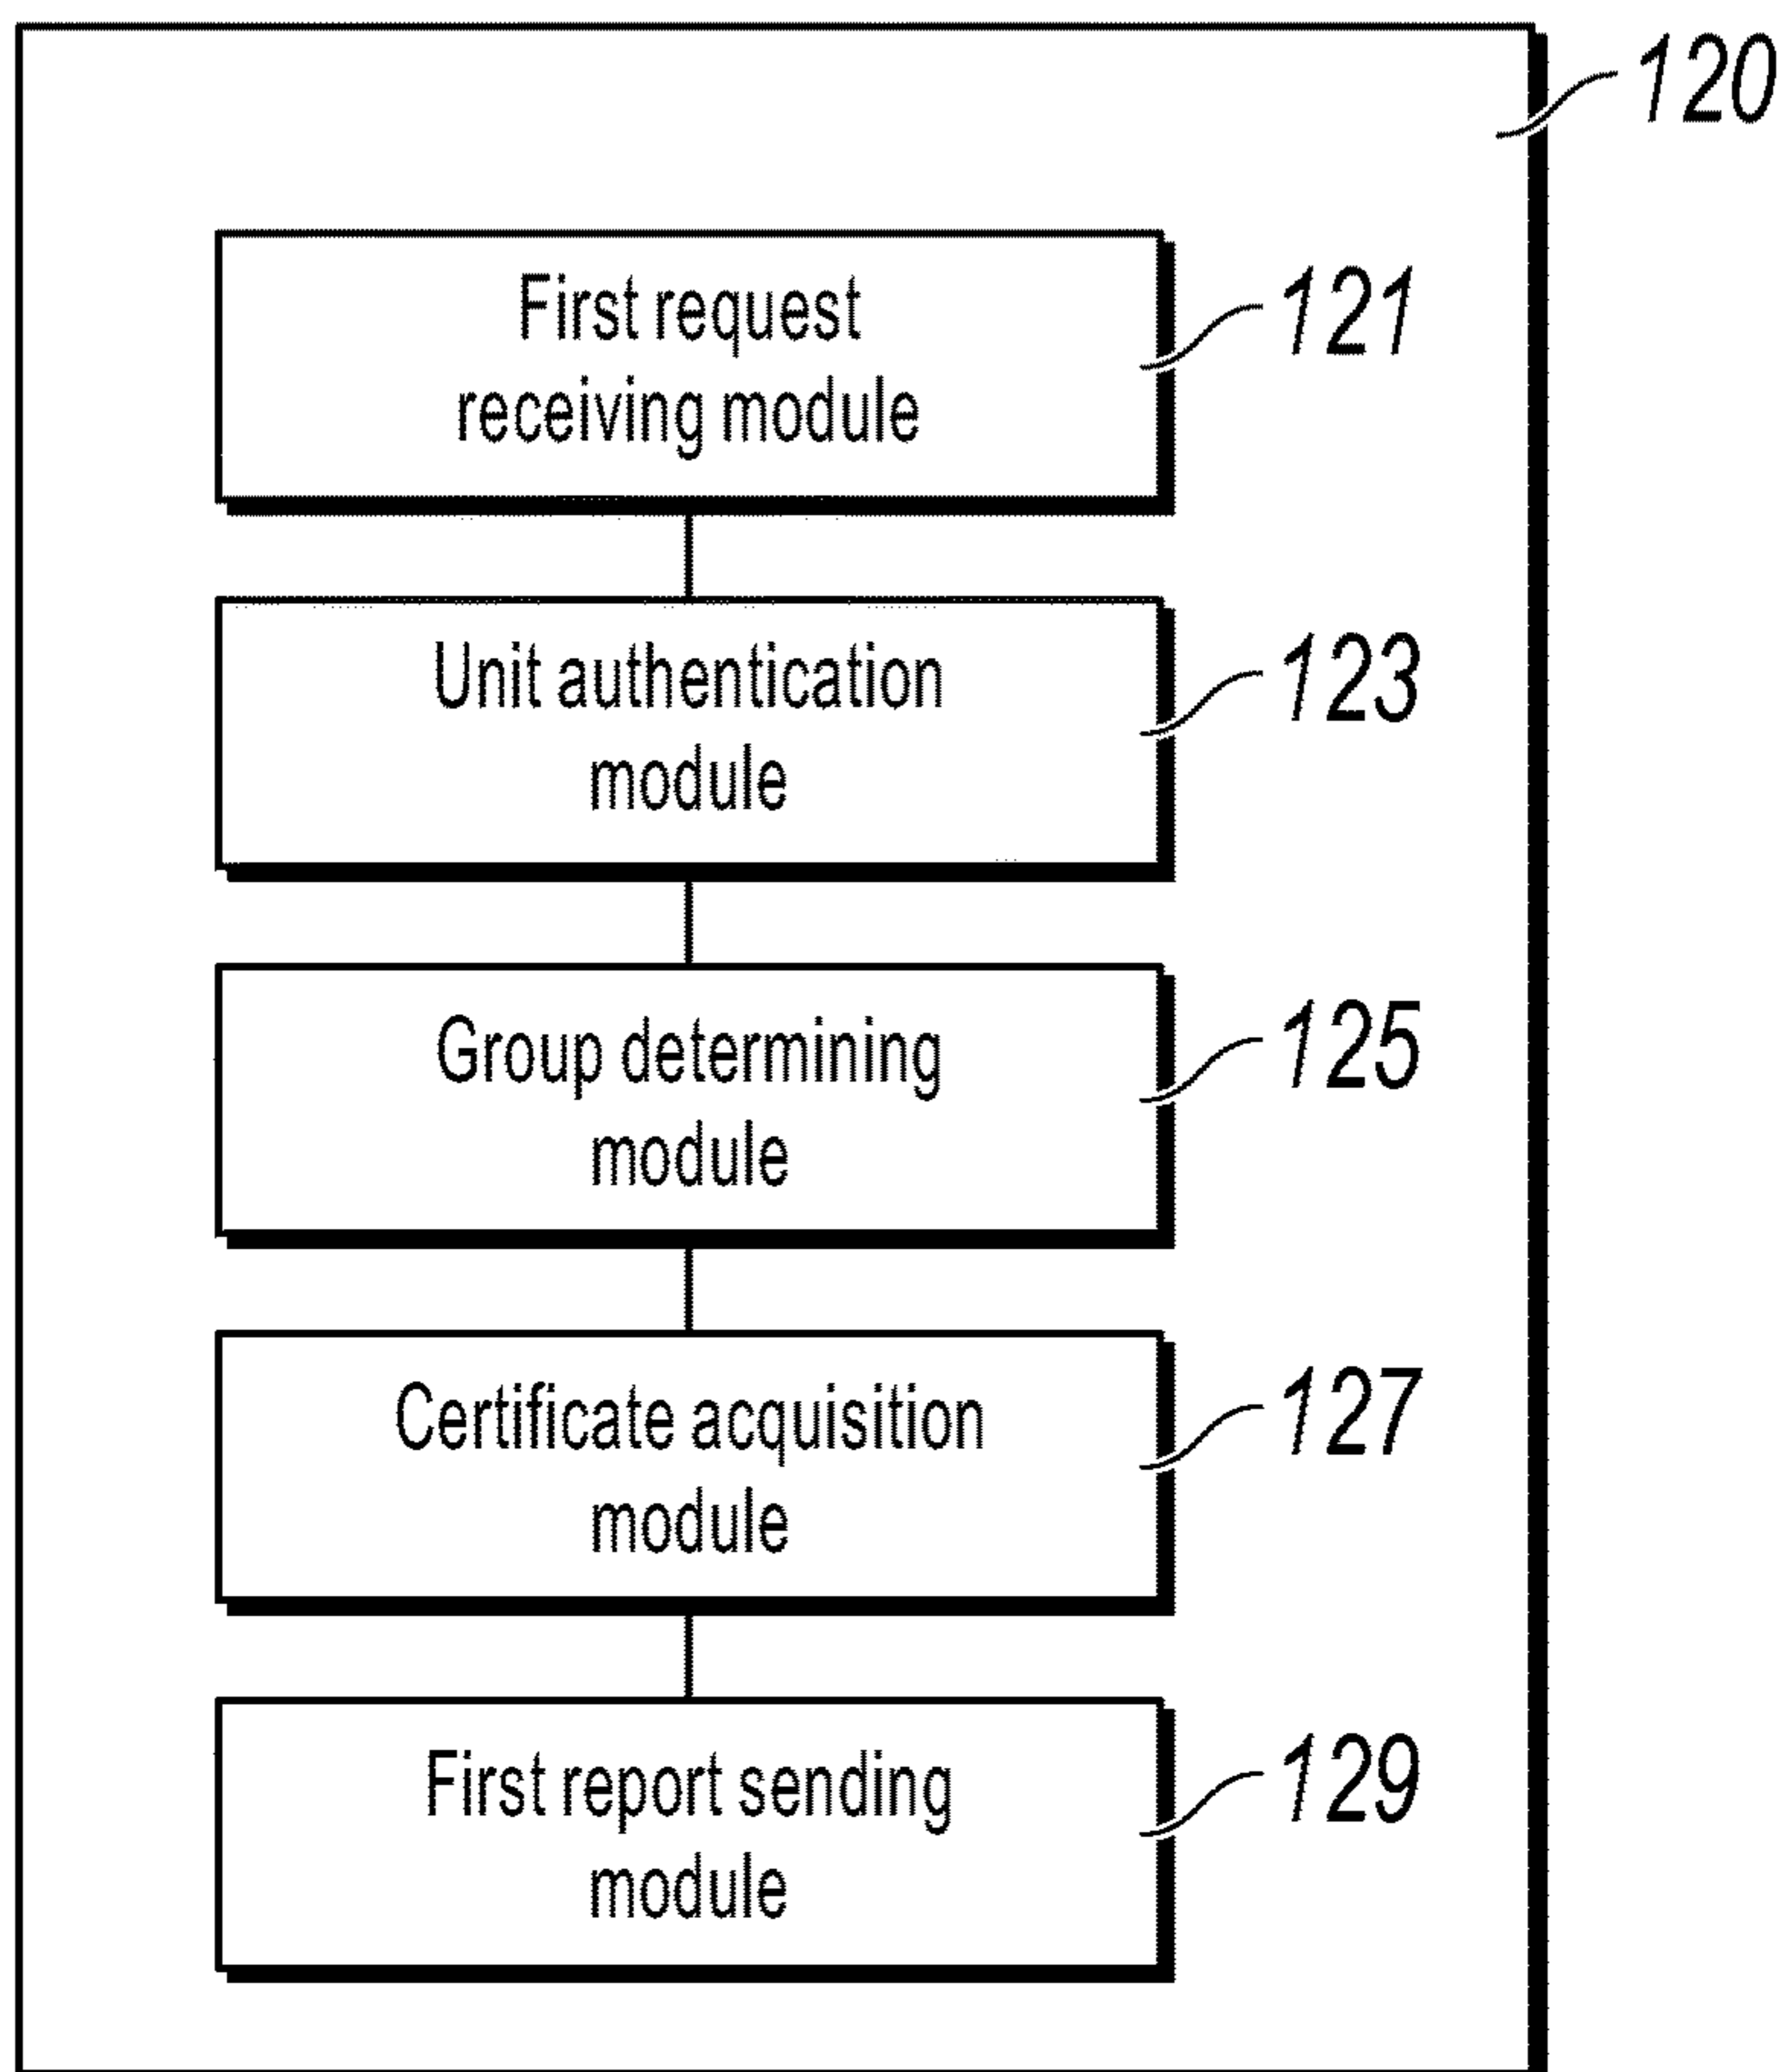 120
First request
receiving module
121
Unit authentication
module
123
Group determining
module
125
Certificate acquisition
module
127
First report sending
module
129